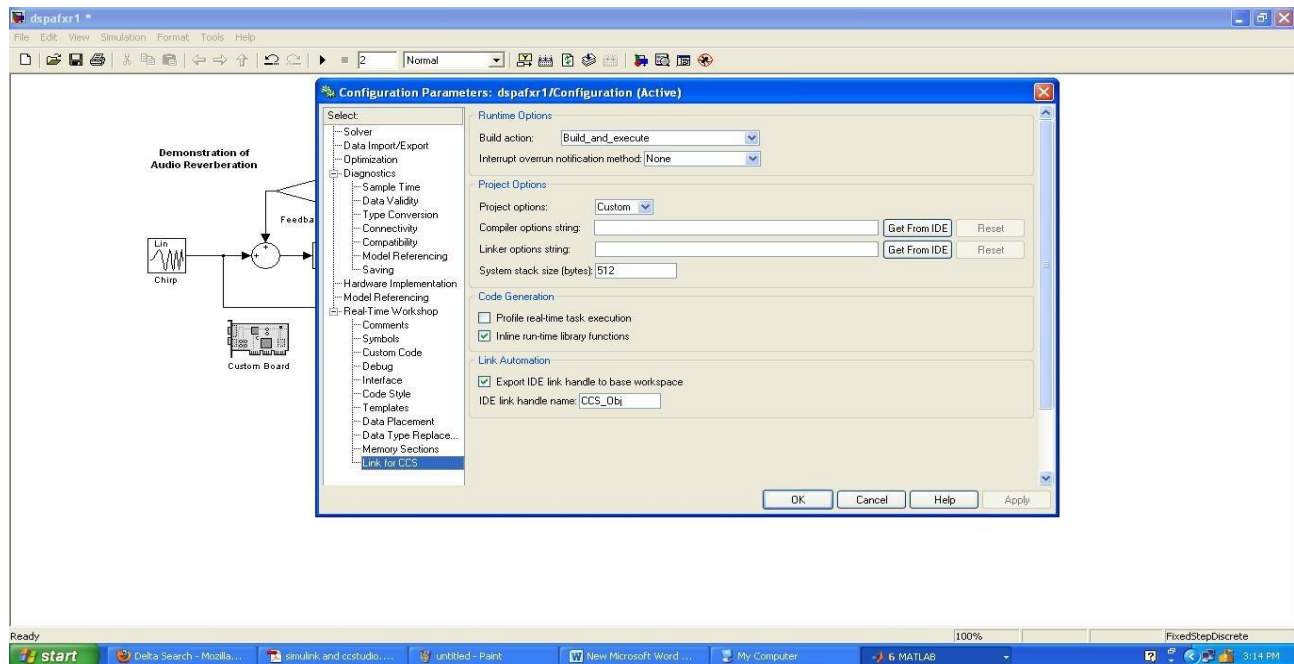 dspafxr1 *
File Edit View Simulation Format Tools Help
2 Normal
Demonstration of
Audio Reverberation
Lin
Chirp
Feedba
Custom Board
Configuration Parameters: dspafxr1/Configuration (Active)
Select:
Solver
Data Import/Export
Optimization
Diagnostics
Sample Time
Data Validity
Type Conversion
Connectivity
Compatibility
Model Referencing
Saving
Hardware Implementation
Model Referencing
Real-Time Workshop
Comments
Symbols
Custom Code
Debug
Interface
Code Style
Templates
Data Placement
Data Type Replace...
Memory Sections
Link for CCS
Runtime Options
Build action: Build_and_execute
Interrupt overrun notification method: None
Project Options
Project options: Custom
Compiler options string: Get From IDE Reset
Linker options string: Get From IDE Reset
System stack size (bytes): 512
Code Generation
Profile real-time task execution
Inline run-time library functions
Link Automation
Export IDE link handle to base workspace
IDE link handle name: CCS_Obj
OK Cancel Help Apply
Ready 100% FixedStepDiscrete
start Delta Search - Mozilla... simulink and ccstudio.... untitled - Paint New Microsoft Word ... My Computer 6 MATLAB 3:14 PM